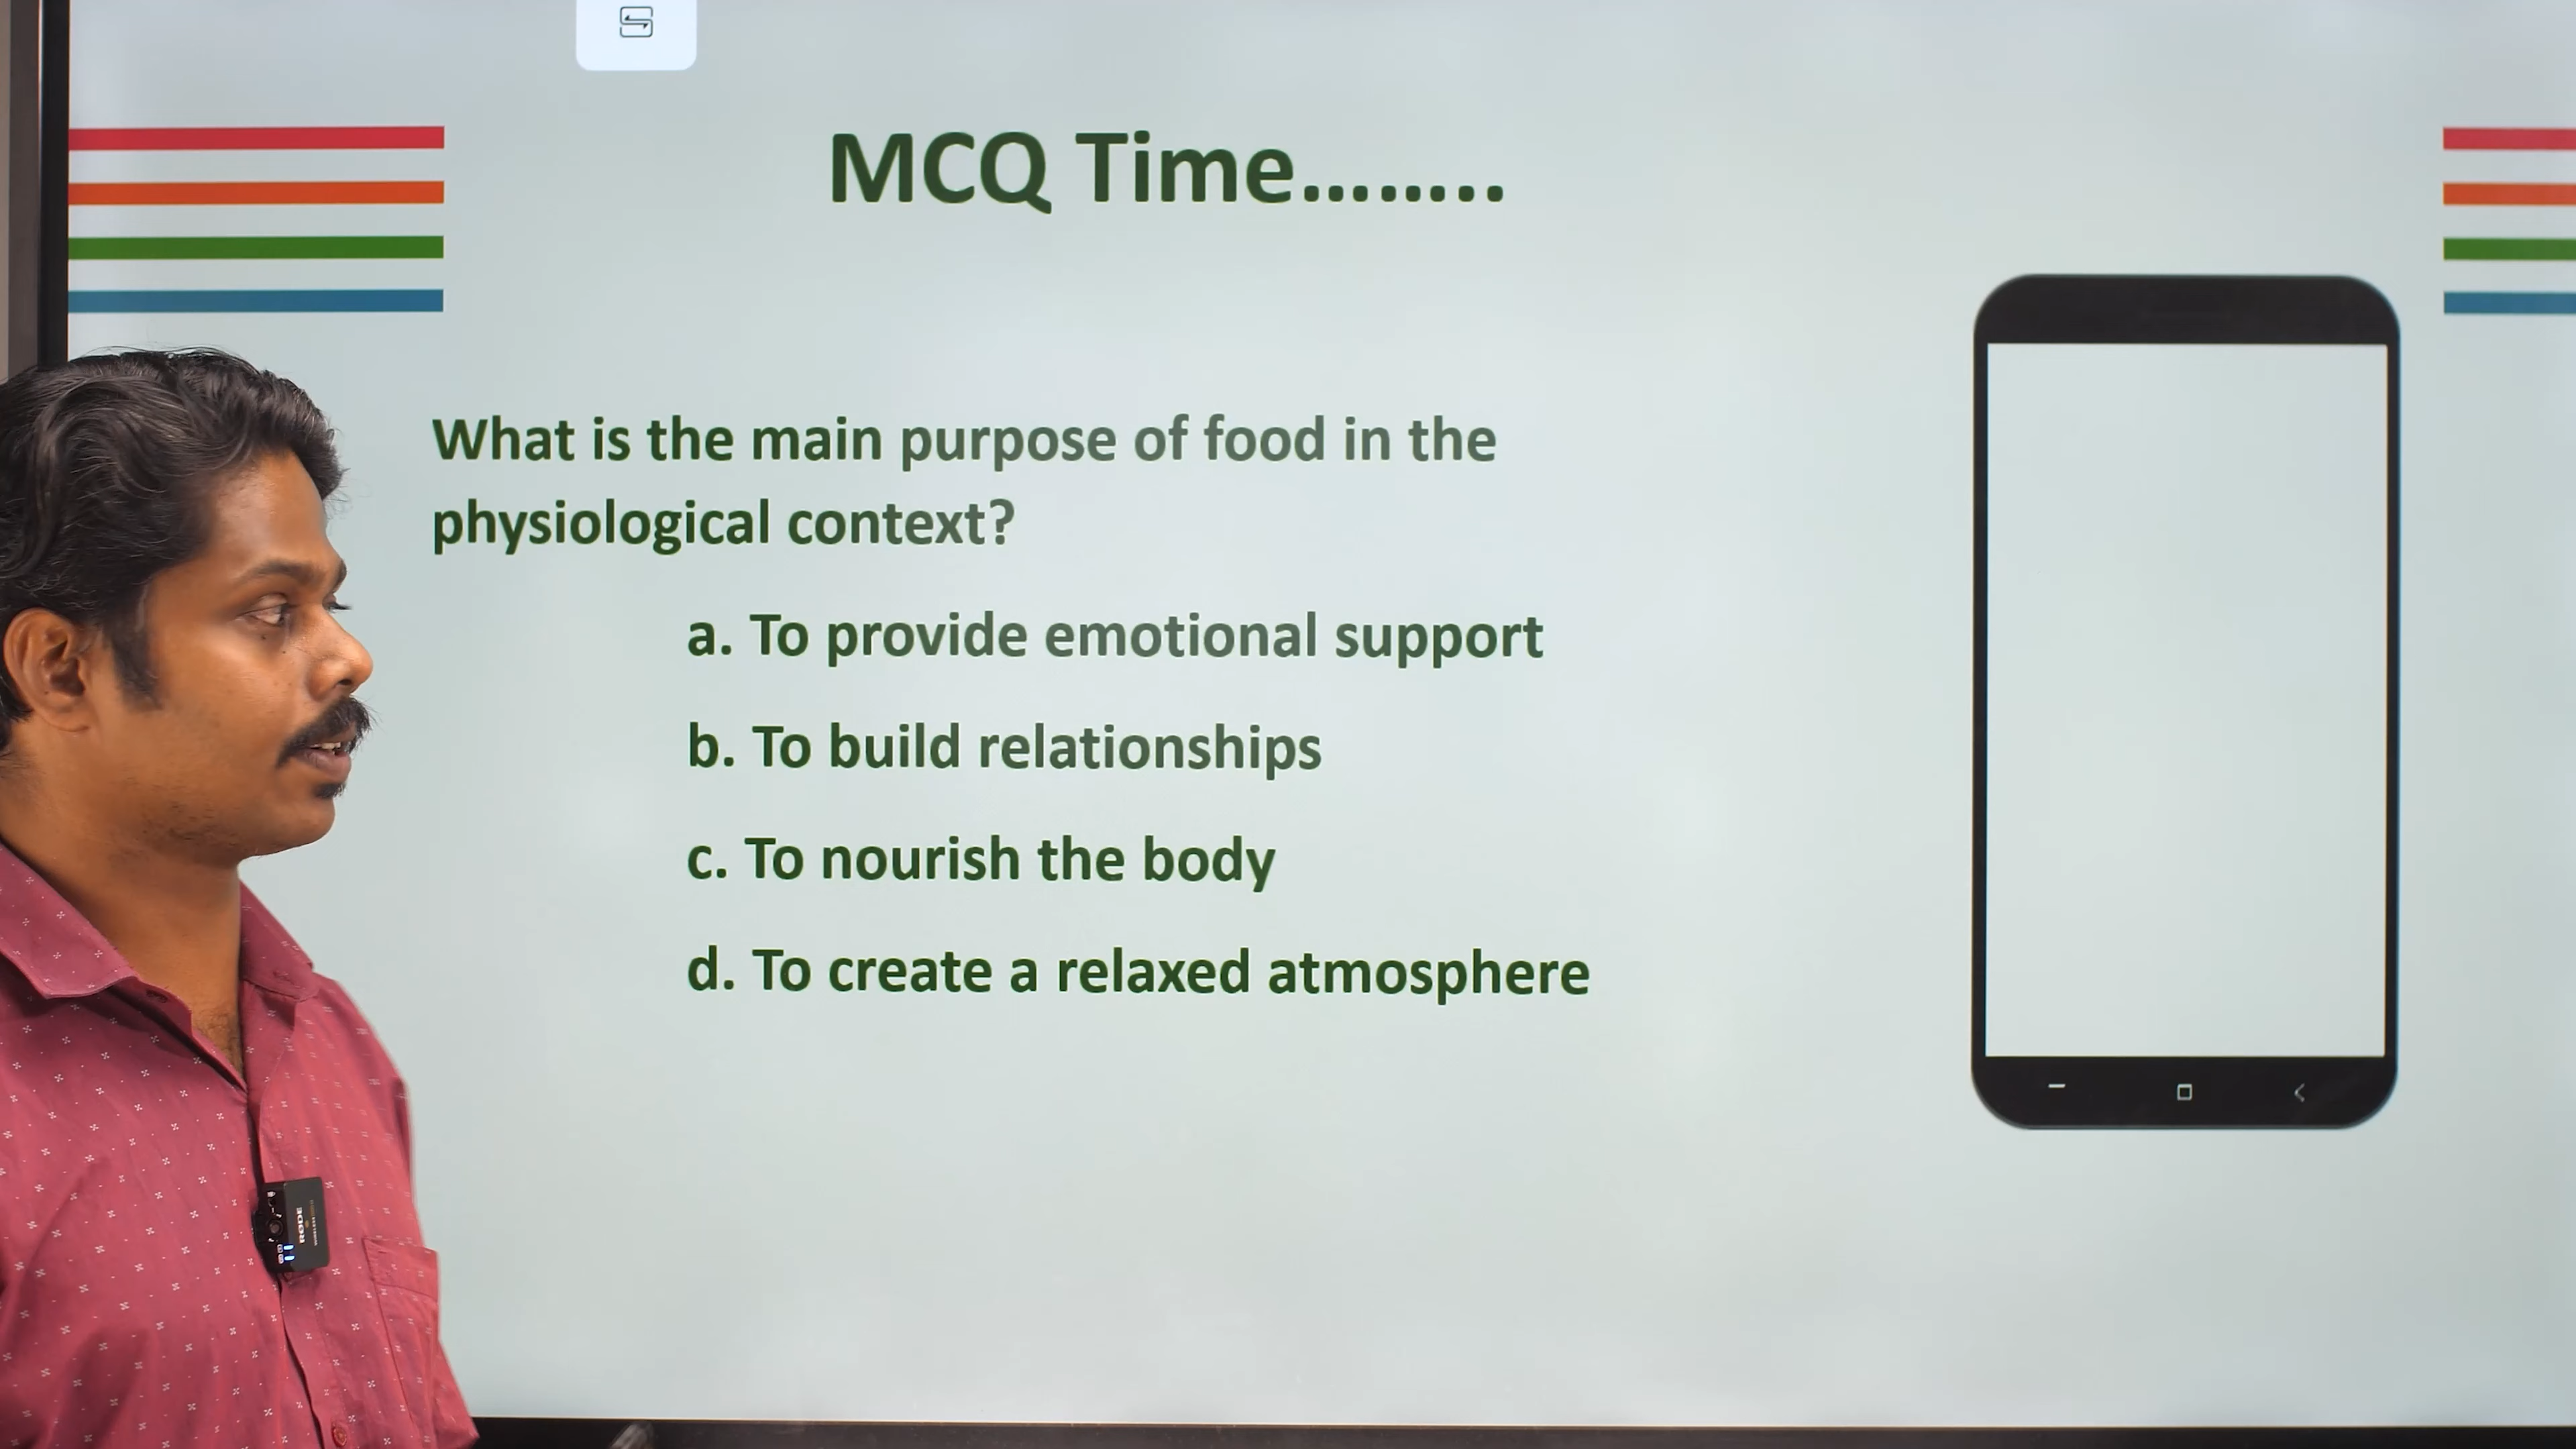 MCQ Time........
What is the main purpose of food in the
physiological context?
a. To provide emotional support
b. To build relationships
c. To nourish the body
d. To create a relaxed atmosphere
RØDE